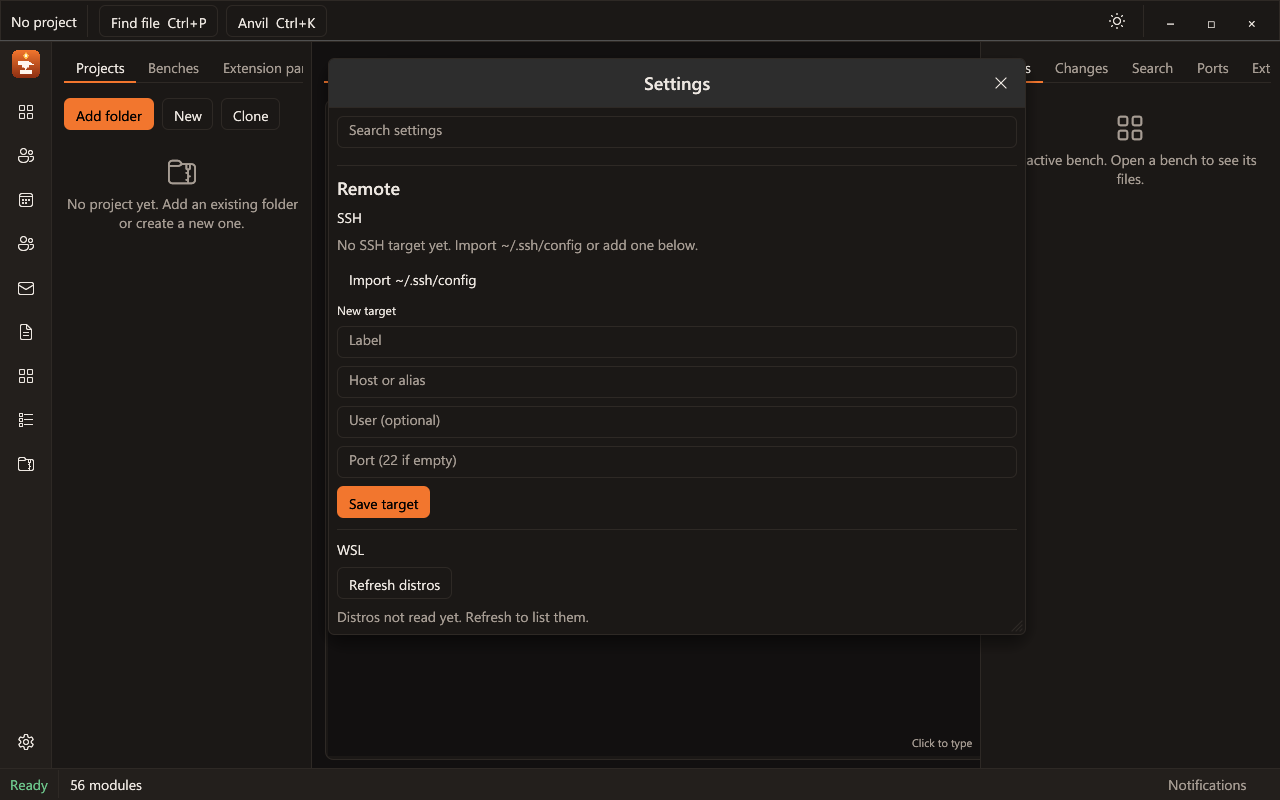 No project
Find file Ctrl+P
Anvil Ctrl+K
Projects
Benches
Extension par
Changes
Search
Ports
Ext
Add folder
New
Clone
No project yet. Add an existing folder
or create a new one.
Settings
Search settings
Remote
SSH
No SSH target yet. Import ~/.ssh/config or add one below.
Import ~/.ssh/config
New target
Label
Host or alias
User (optional)
Port (22 if empty)
Save target
WSL
Refresh distros
Distros not read yet. Refresh to list them.
active bench. Open a bench to see its
files.
Click to type
Ready
56 modules
Notifications